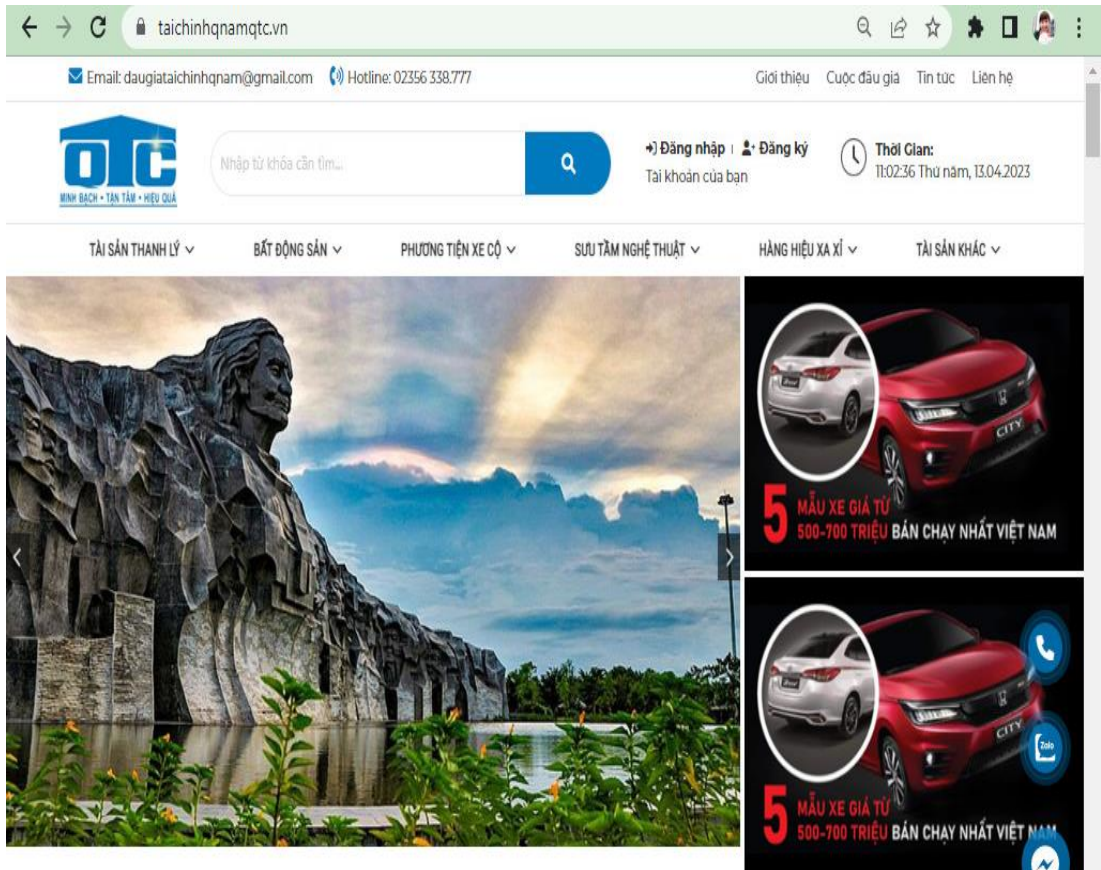 taichinhqnamqtc.vn
Email: daugiataichinhqnam@gmail.com Hotline: 02356 338.777 Giới thiệu Cuộc đấu giá Tin tức Liên hệ
QTC
MINH BẠCH • TẬN TÂM • HIỆU QUẢ
Nhập từ khóa cần tìm...
Đăng nhập Đăng ký
Tài khoản của bạn
Thời Gian:
11:02:36 Thứ năm, 13.04.2023
TÀI SẢN THANH LÝ BẤT ĐỘNG SẢN PHƯƠNG TIỆN XE CỘ SƯU TẦM NGHỆ THUẬT HÀNG HIỆU XA XỈ TÀI SẢN KHÁC
CITY
5 MẪU XE GIÁ TỪ
500-700 TRIỆU BÁN CHẠY NHẤT VIỆT NAM
CITY
Zalo
5 MẪU XE GIÁ TỪ
500-700 TRIỆU BÁN CHẠY NHẤT VIỆT NAM